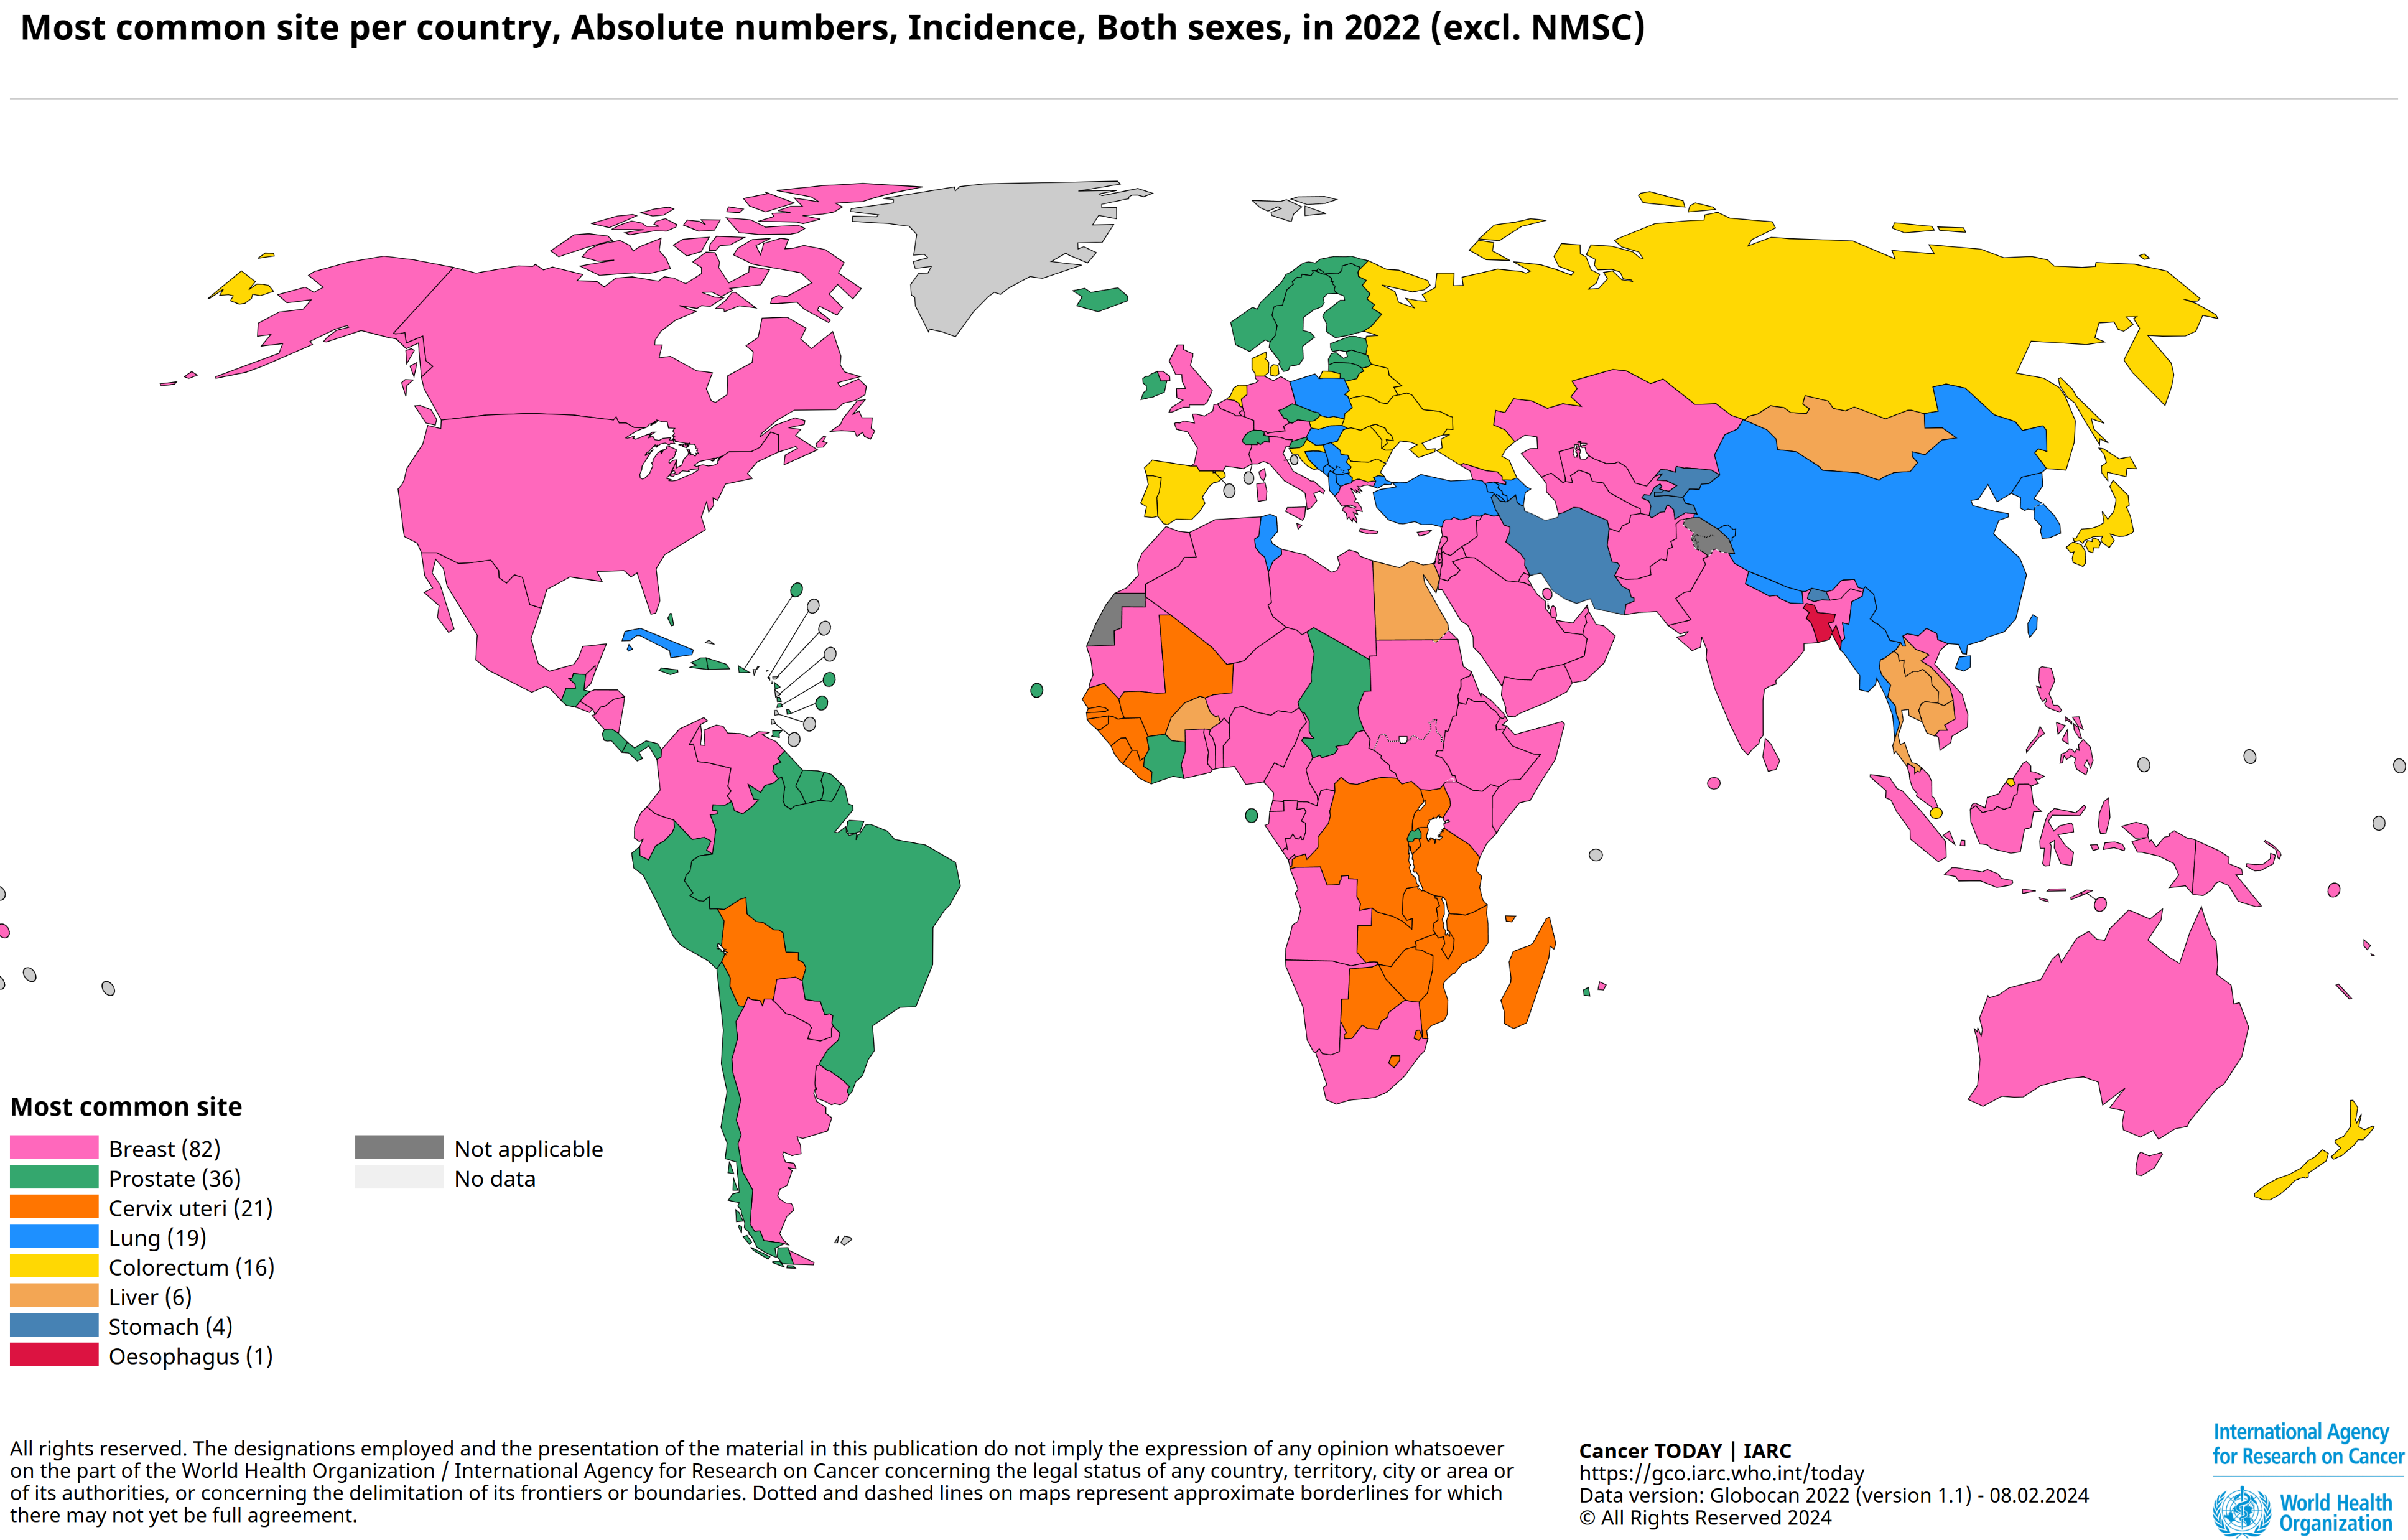 Most common site per country, Absolute numbers, Incidence, Both sexes, in 2022 (excl. NMSC)
Most common site
Breast (82)
Prostate (36)
Cervix uteri (21)
Lung (19)
Colorectum (16)
Liver (6)
Stomach (4)
Oesophagus (1)
Not applicable
No data
All rights reserved. The designations employed and the presentation of the material in this publication do not imply the expression of any opinion whatsoever
on the part of the World Health Organization / International Agency for Research on Cancer concerning the legal status of any country, territory, city or area or
of its authorities, or concerning the delimitation of its frontiers or boundaries. Dotted and dashed lines on maps represent approximate borderlines for which
there may not yet be full agreement.
Cancer TODAY | IARC
https://gco.iarc.who.int/today
Data version: Globocan 2022 (version 1.1) - 08.02.2024
© All Rights Reserved 2024
International Agency
for Research on Cancer
World Health
Organization